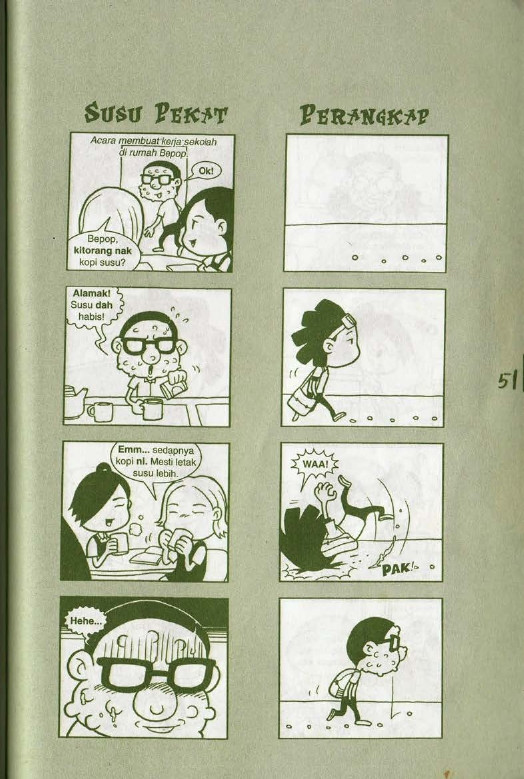 SUSU PEKAT
Acara membuat kerja sekolah
di rumah Bepop.
Ok!
Bepop,
kitorang nak
kopi susu?
Alamak!
Susu dah
habis!
Emm... sedapnya
kopi ni. Mesti letak
susu lebih.
Hehe...
PERANGKAP
WAA!
PAK!
51